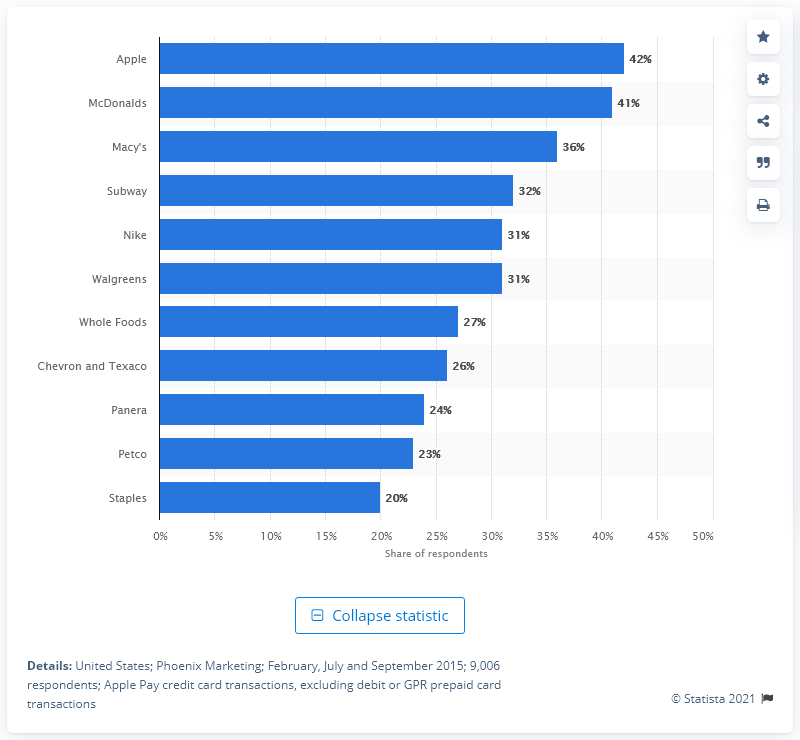 Apple 42%
McDonalds 41%
Macy's 36%
Subway 32%
Nike 31%
Walgreens 31%
Whole Foods 27%
Chevron and Texaco 26%
Panera 24%
Petco 23%
Staples 20%
0% 5% 10% 15% 20% 25% 30% 35% 40% 45% 50%
Share of respondents
Collapse statistic
Details: United States; Phoenix Marketing; February, July and September 2015; 9,006
respondents; Apple Pay credit card transactions, excluding debit or GPR prepaid card
transactions
© Statista 2021